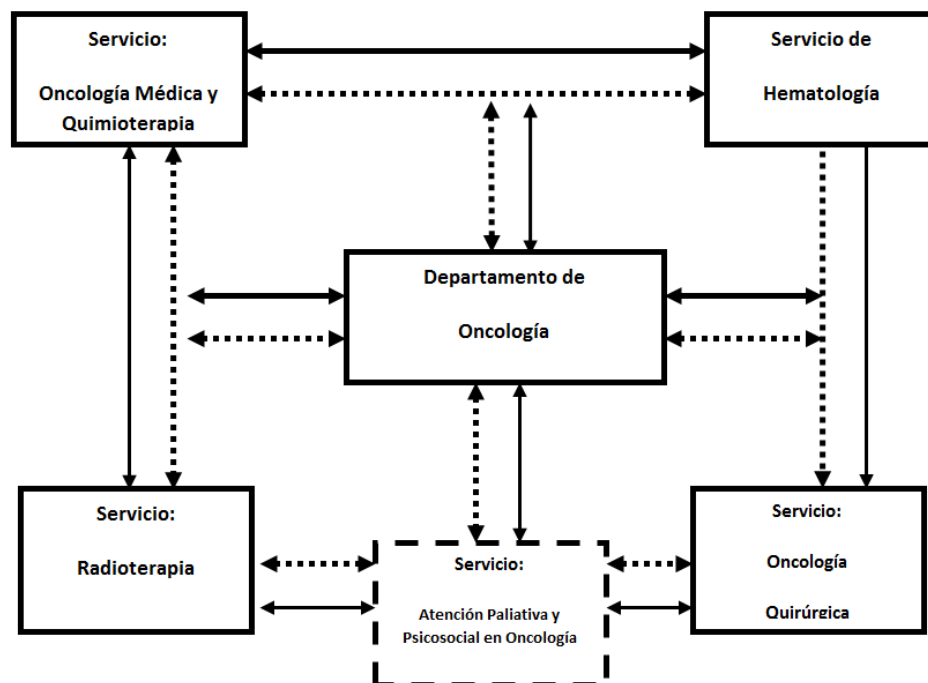 Servicio:
Oncología Médica y
Quimioterapia
Servicio de
Hematología
Departamento de
Oncología
Servicio:
Radioterapia
Servicio:
Atención Paliativa y
Psicosocial en Oncología
Servicio:
Oncología
Quirúrgica